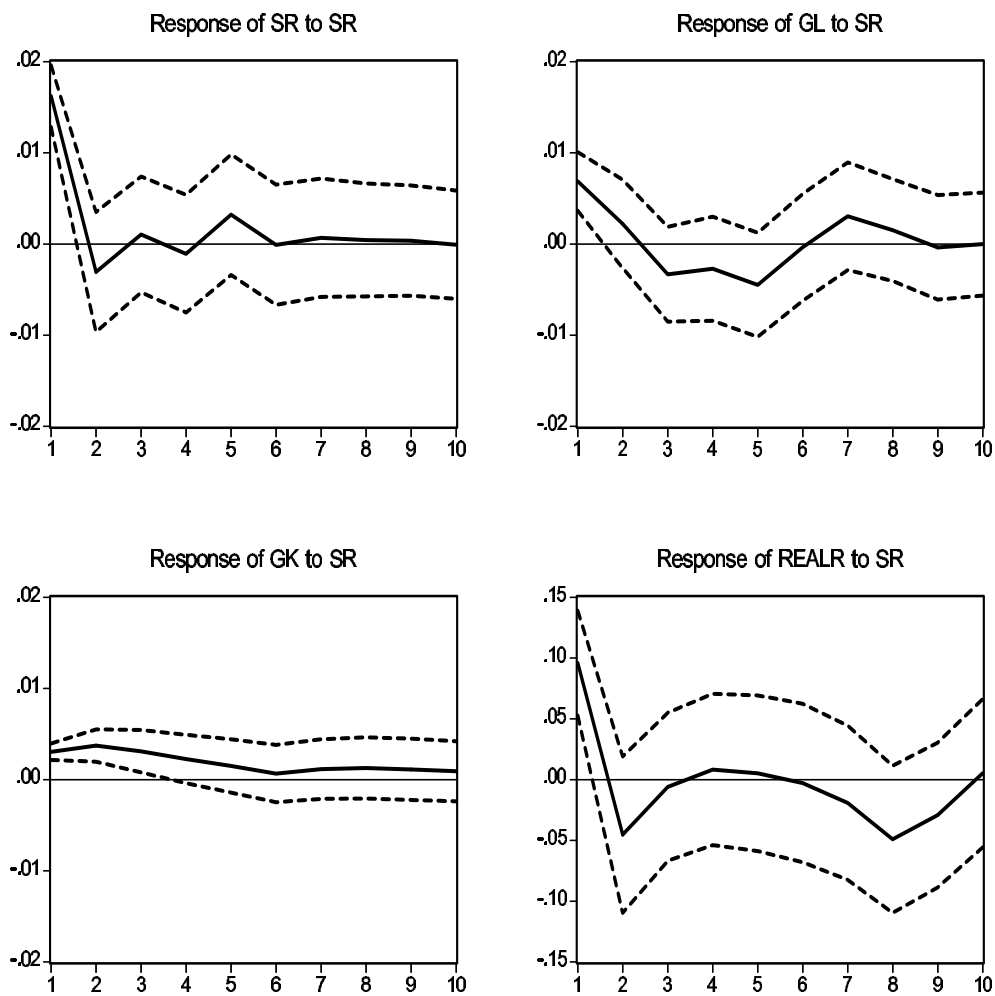 Response of SR to SR
.02
.01
.00
-.01
-.02
1 2 3 4 5 6 7 8 9 10
Response of GL to SR
.02
.01
.00
-.01
-.02
1 2 3 4 5 6 7 8 9 10
Response of GK to SR
.02
.01
.00
-.01
-.02
1 2 3 4 5 6 7 8 9 10
Response of REALR to SR
.15
.10
.05
.00
-.05
-.10
-.15
1 2 3 4 5 6 7 8 9 10